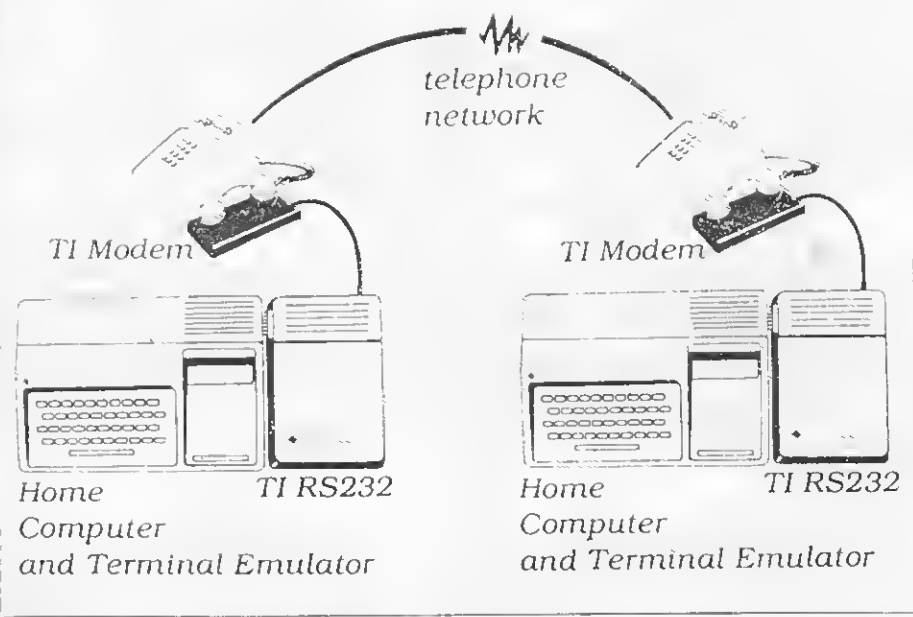 telephone
network
TI Modem
TI Modem
Home
Computer
and Terminal Emulator
TI RS232
Home
Computer
and Terminal Emulator
TI RS232